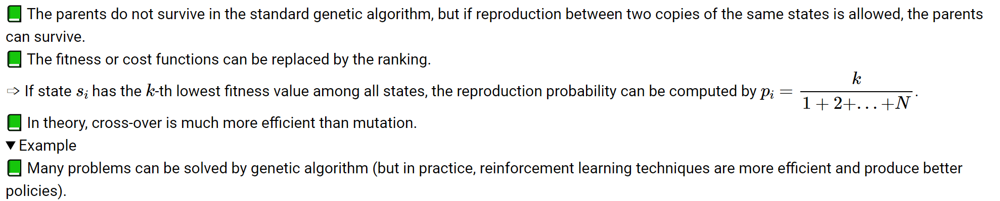 📗 The parents do not survive in the standard genetic algorithm, but if reproduction between two copies of the same states is allowed, the parents
can survive.
📗 The fitness or cost functions can be replaced by the ranking.
➩ If state $s_i$ has the $k$-th lowest fitness value among all states, the reproduction probability can be computed by $p_i = \dfrac{k}{1 + 2 + \ldots + N}$.
📗 In theory, cross-over is much more efficient than mutation.
▼ Example
📗 Many problems can be solved by genetic algorithm (but in practice, reinforcement learning techniques are more efficient and produce better
policies).